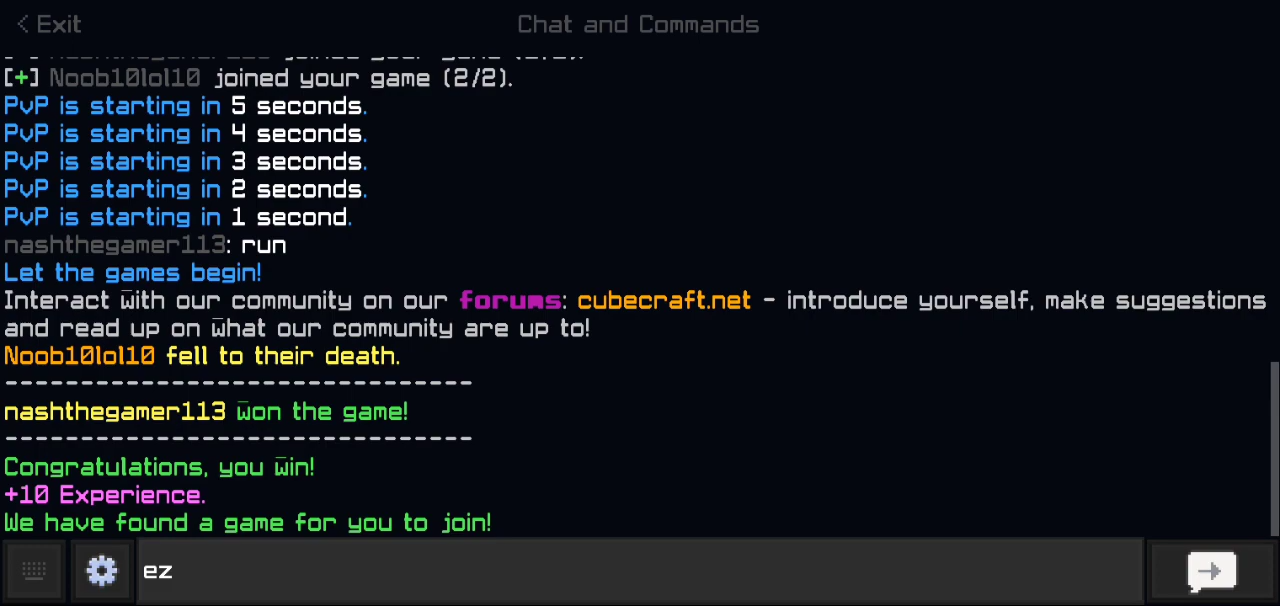 Exit
Chat and Commands
[+] Noob10lol10 joined your game (2/2).
PvP is starting in 5 seconds.
PvP is starting in 4 seconds.
PvP is starting in 3 seconds.
PvP is starting in 2 seconds.
PvP is starting in 1 second.
nashthegamer113: run
Let the games begin!
Interact with our community on our forums: cubecraft.net - introduce yourself, make suggestions
and read up on what our community are up to!
Noob10lol10 fell to their death.
-------------------------------
nashthegamer113 won the game!
-------------------------------
Congratulations, you win!
+10 Experience.
We have found a game for you to join!
ez